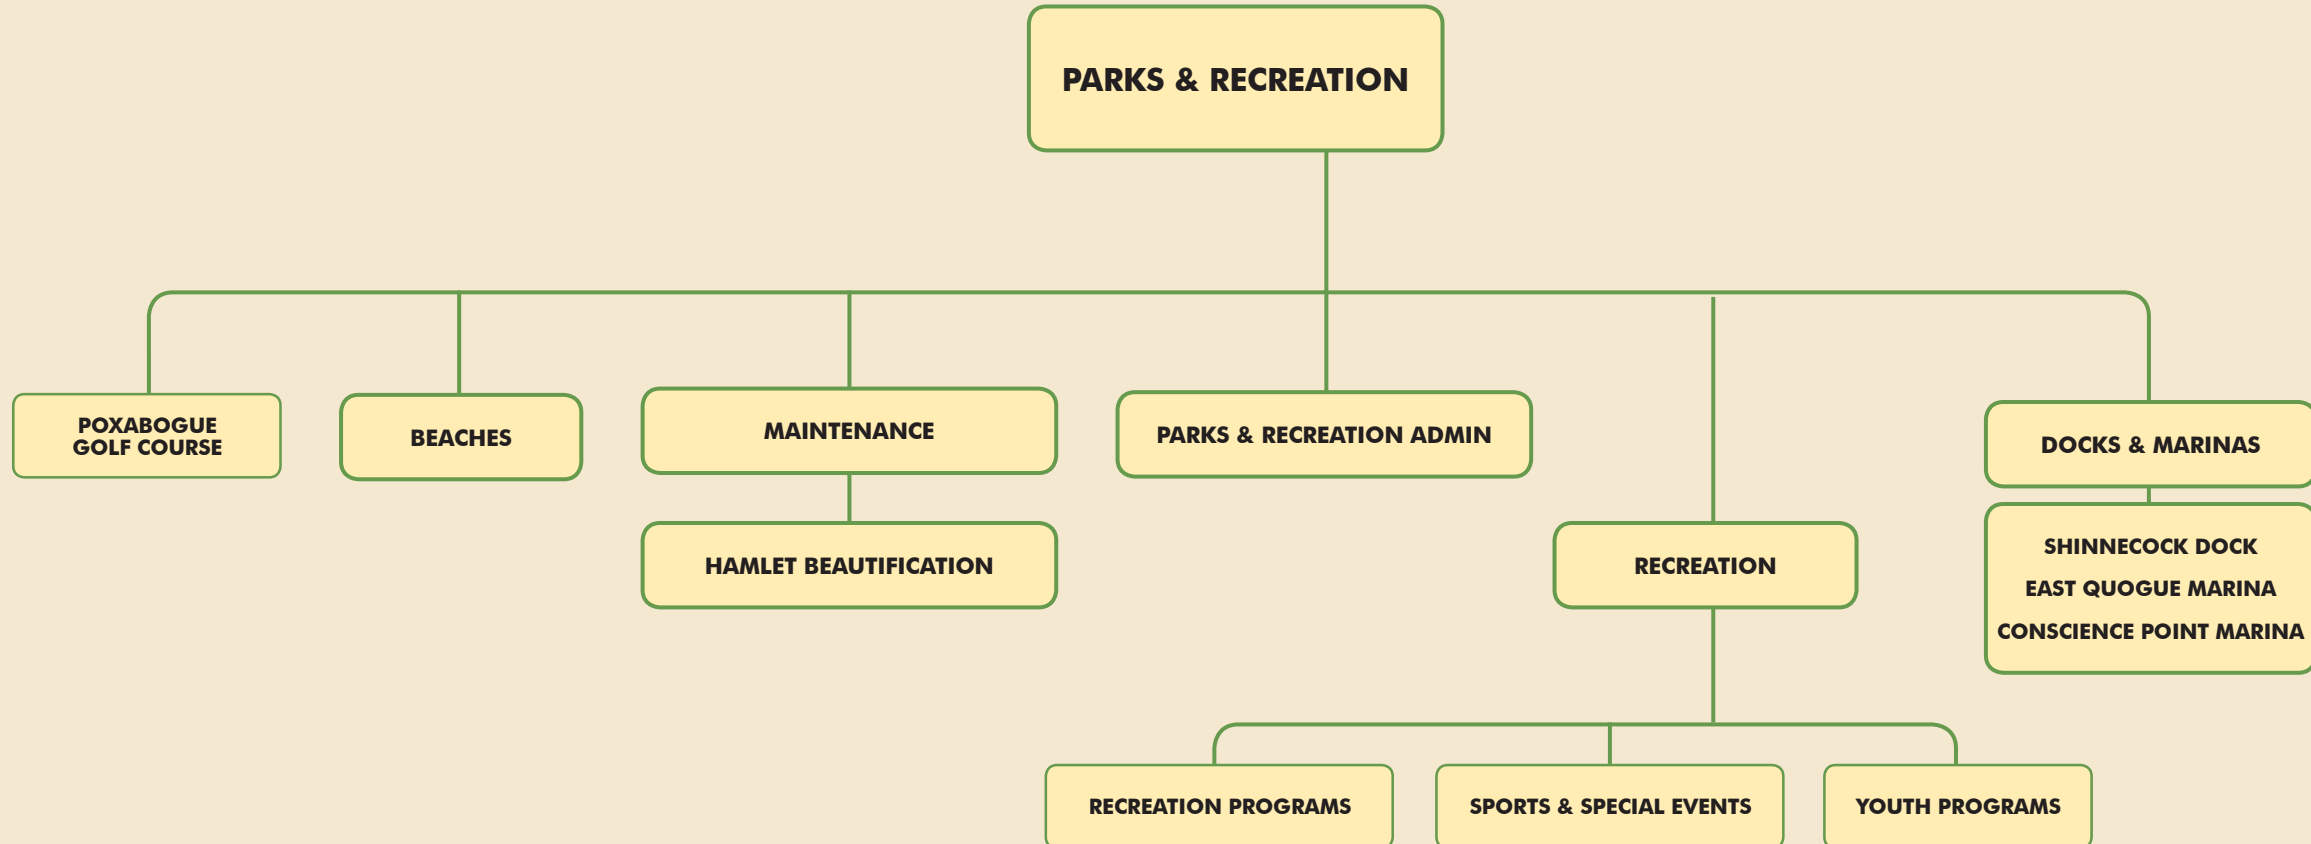 PARKS & RECREATION
POXABOGUE
GOLF COURSE
BEACHES
MAINTENANCE
PARKS & RECREATION ADMIN
DOCKS & MARINAS
HAMLET BEAUTIFICATION
RECREATION
SHINNECOCK DOCK
EAST QUOGUE MARINA
CONSCIENCE POINT MARINA
RECREATION PROGRAMS
SPORTS & SPECIAL EVENTS
YOUTH PROGRAMS